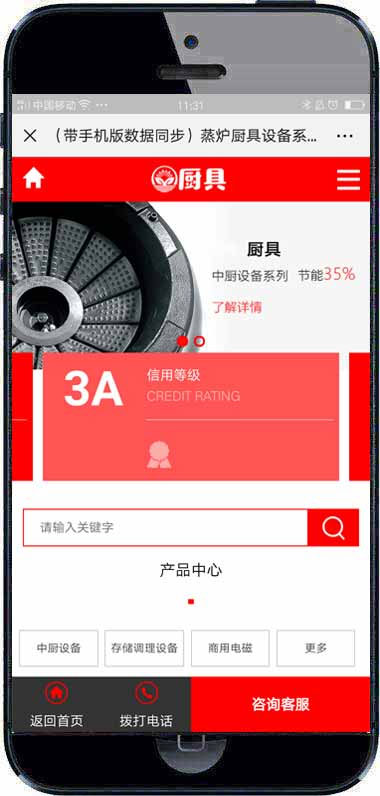 中国移动
11:31
（带手机版数据同步）蒸炉厨具设备系...
厨具
厨具
中厨设备系列 节能35%
了解详情
3A 信用等级
CREDIT RATING
请输入关键字
产品中心
中厨设备 存储调理设备 商用电磁 更多
返回首页 拨打电话 咨询客服